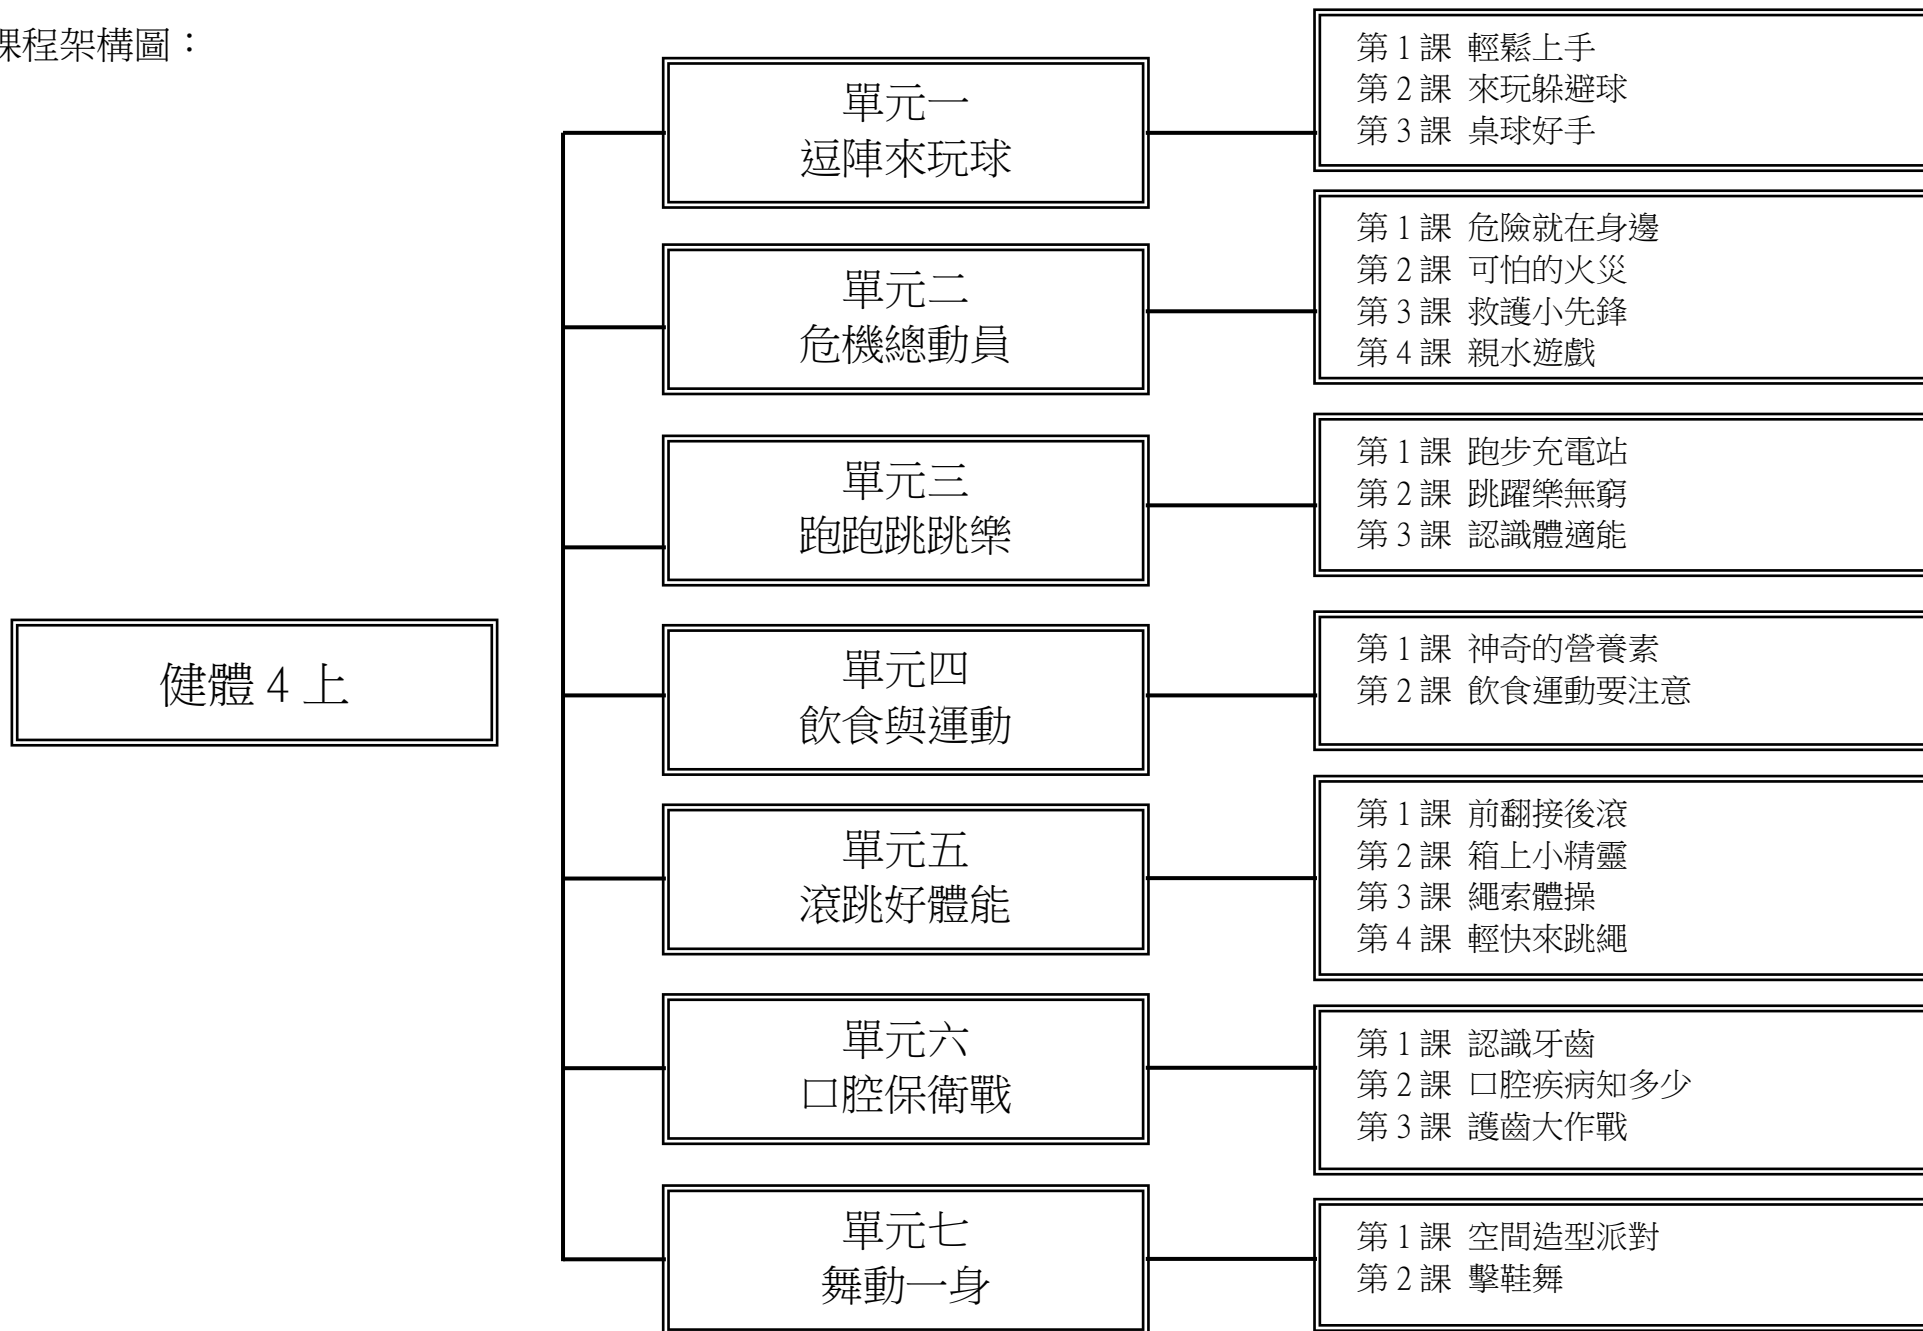 課程架構圖：
單元一
逗陣來玩球
第1課 輕鬆上手
第2課 來玩躲避球
第3課 桌球好手
單元二
危機總動員
第1課 危險就在身邊
第2課 可怕的火災
第3課 救護小先鋒
第4課 親水遊戲
單元三
跑跑跳跳樂
第1課 跑步充電站
第2課 跳躍樂無窮
第3課 認識體適能
健體4上
單元四
飲食與運動
第1課 神奇的營養素
第2課 飲食運動要注意
單元五
滾跳好體能
第1課 前翻接後滾
第2課 箱上小精靈
第3課 繩索體操
第4課 輕快來跳繩
單元六
口腔保衛戰
第1課 認識牙齒
第2課 口腔疾病知多少
第3課 護齒大作戰
單元七
舞動一身
第1課 空間造型派對
第2課 擊鞋舞